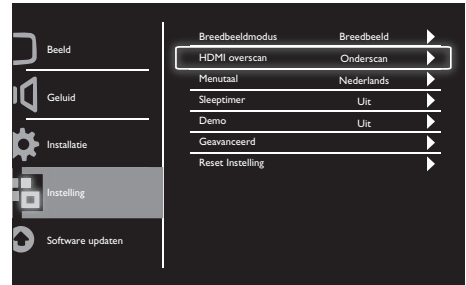 Beeld
Geluid
Installatie
Instelling
Software updaten
Breedbeeldmodus Breedbeeld
HDMI overscan Onderscan
Menutaal Nederlands
Sleeptimer Uit
Demo Uit
Geavanceerd
Reset Instelling